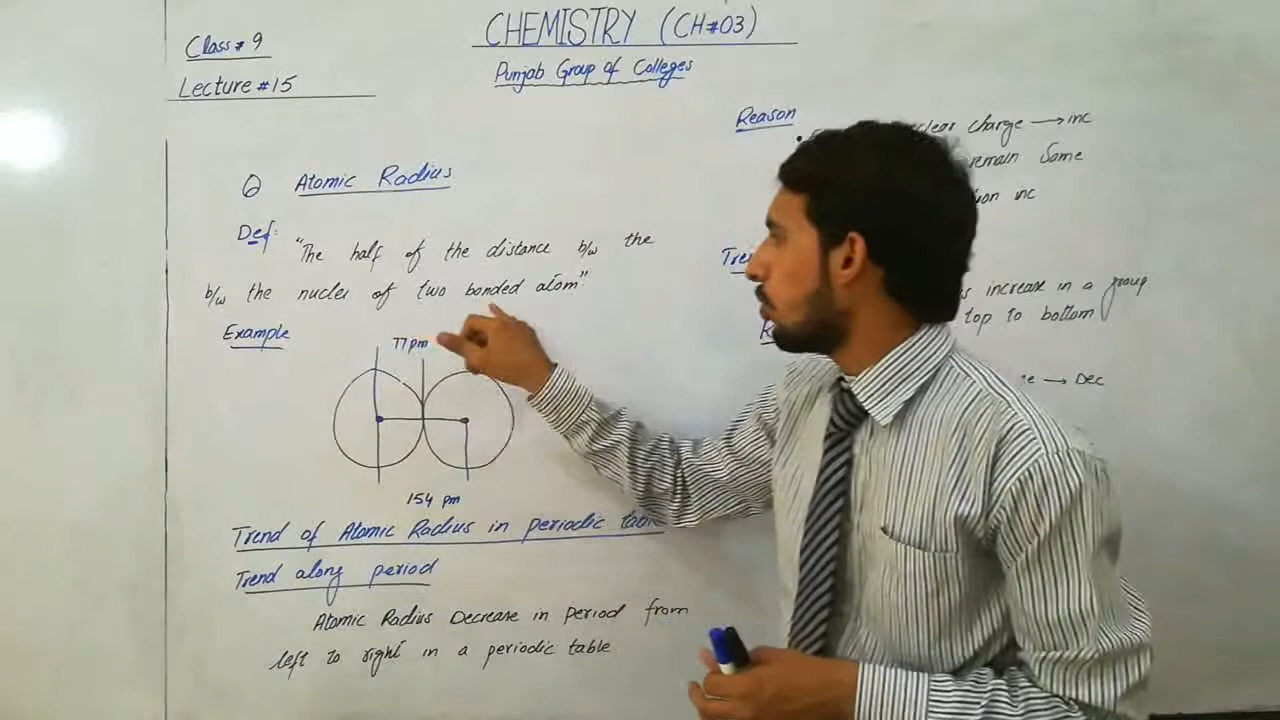 CHEMISTRY (CH#03)
Punjab Group of Colleges
Class # 9
Lecture #15
Q Atomic Radius
Def:
"The half of the distance b/w the
b/w the nuclei of two bonded atom"
Example
77pm
154 pm
Trend of Atomic Radius in periodic table
Trend along period
Atomic Radius Decrease in period from
left to right in a periodic table
Reason
charge → inc
remain Same
inc
increase in a group
top to bottom
→ Dec